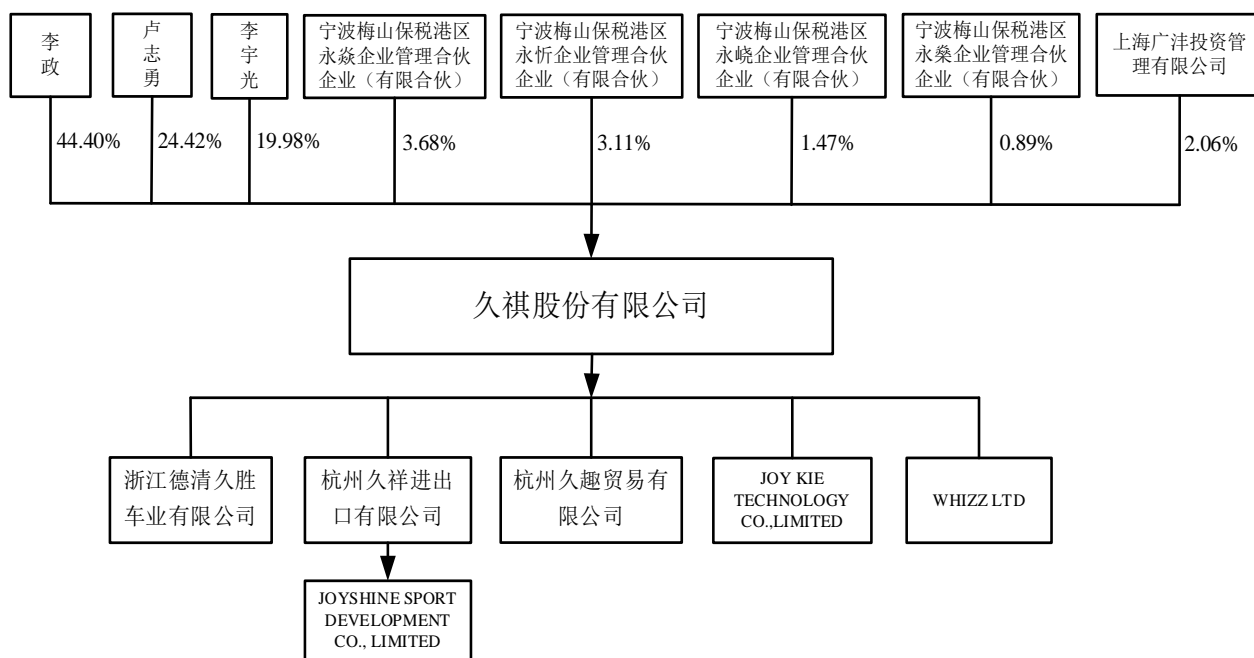 李政
卢志勇
李宇光
宁波梅山保税港区
永焱企业管理合伙
企业（有限合伙）
宁波梅山保税港区
永忻企业管理合伙
企业（有限合伙）
宁波梅山保税港区
永峣企业管理合伙
企业（有限合伙）
宁波梅山保税港区
永燊企业管理合伙
企业（有限合伙）
上海广沣投资管
理有限公司
44.40%
24.42%
19.98%
3.68%
3.11%
1.47%
0.89%
2.06%
久祺股份有限公司
浙江德清久胜
车业有限公司
杭州久祥进出
口有限公司
杭州久趣贸易有
限公司
JOY KIE
TECHNOLOGY
CO.,LIMITED
WHIZZ LTD
JOYSHINE SPORT
DEVELOPMENT
CO., LIMITED